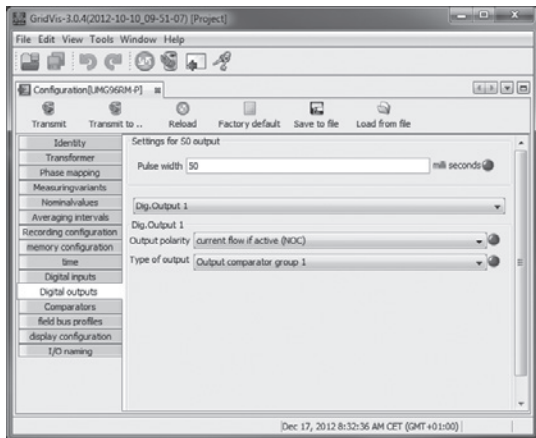 GridVis-3.0.4(2012-10-10_09-51-07) [Project]
File Edit View Tools Window Help
Configuration[UMG96RM-P]
Transmit Transmit to .. Reload Factory default Save to file Load from file
Identity
Transformer
Phase mapping
Measuringvariants
Nominalvalues
Averaging intervals
Recording configuration
memory configuration
time
Digital inputs
Digital outputs
Comparators
field bus profiles
display configuration
I/O naming
Settings for S0 output
Pulse width 50 milli seconds
Dig.Output 1
Dig.Output 1
Output polarity current flow if active (NOC)
Type of output Output comparator group 1
Dec 17, 2012 8:32:36 AM CET (GMT+01:00)